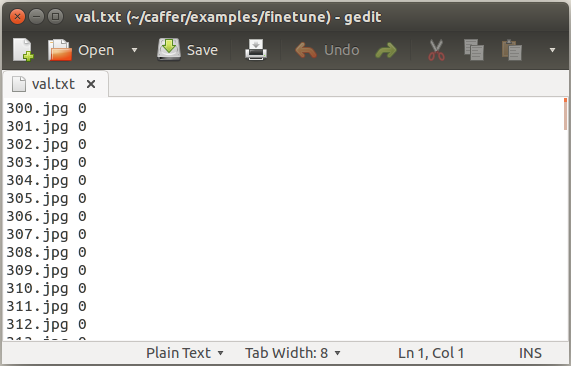 val.txt (~/caffer/examples/finetune) - gedit
Open Save Undo
val.txt
300.jpg 0
301.jpg 0
302.jpg 0
303.jpg 0
304.jpg 0
305.jpg 0
306.jpg 0
307.jpg 0
308.jpg 0
309.jpg 0
310.jpg 0
311.jpg 0
312.jpg 0
Plain Text Tab Width: 8 Ln 1, Col 1 INS